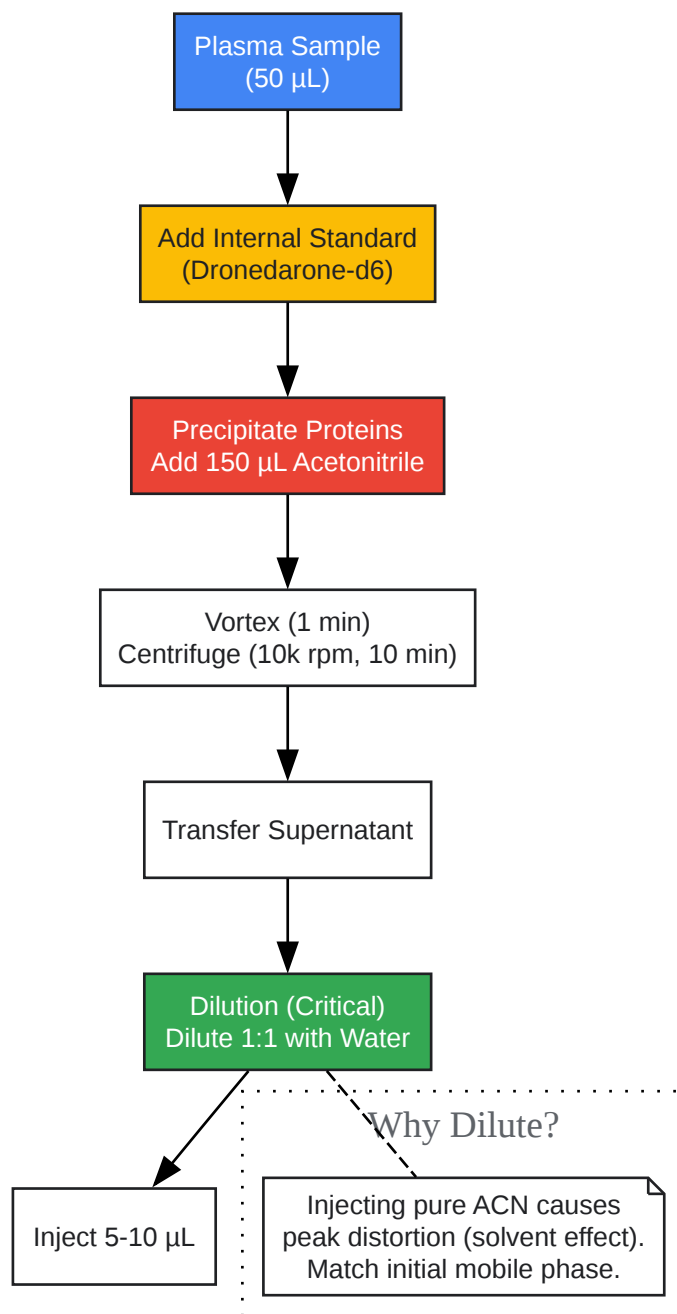 Plasma Sample
(50 µL)
Add Internal Standard
(Dronedarone-d6)
Precipitate Proteins
Add 150 µL Acetonitrile
Vortex (1 min)
Centrifuge (10k rpm, 10 min)
Transfer Supernatant
Dilution (Critical)
Dilute 1:1 with Water
Why Dilute?
Inject 5-10 µL
Injecting pure ACN causes
peak distortion (solvent effect).
Match initial mobile phase.